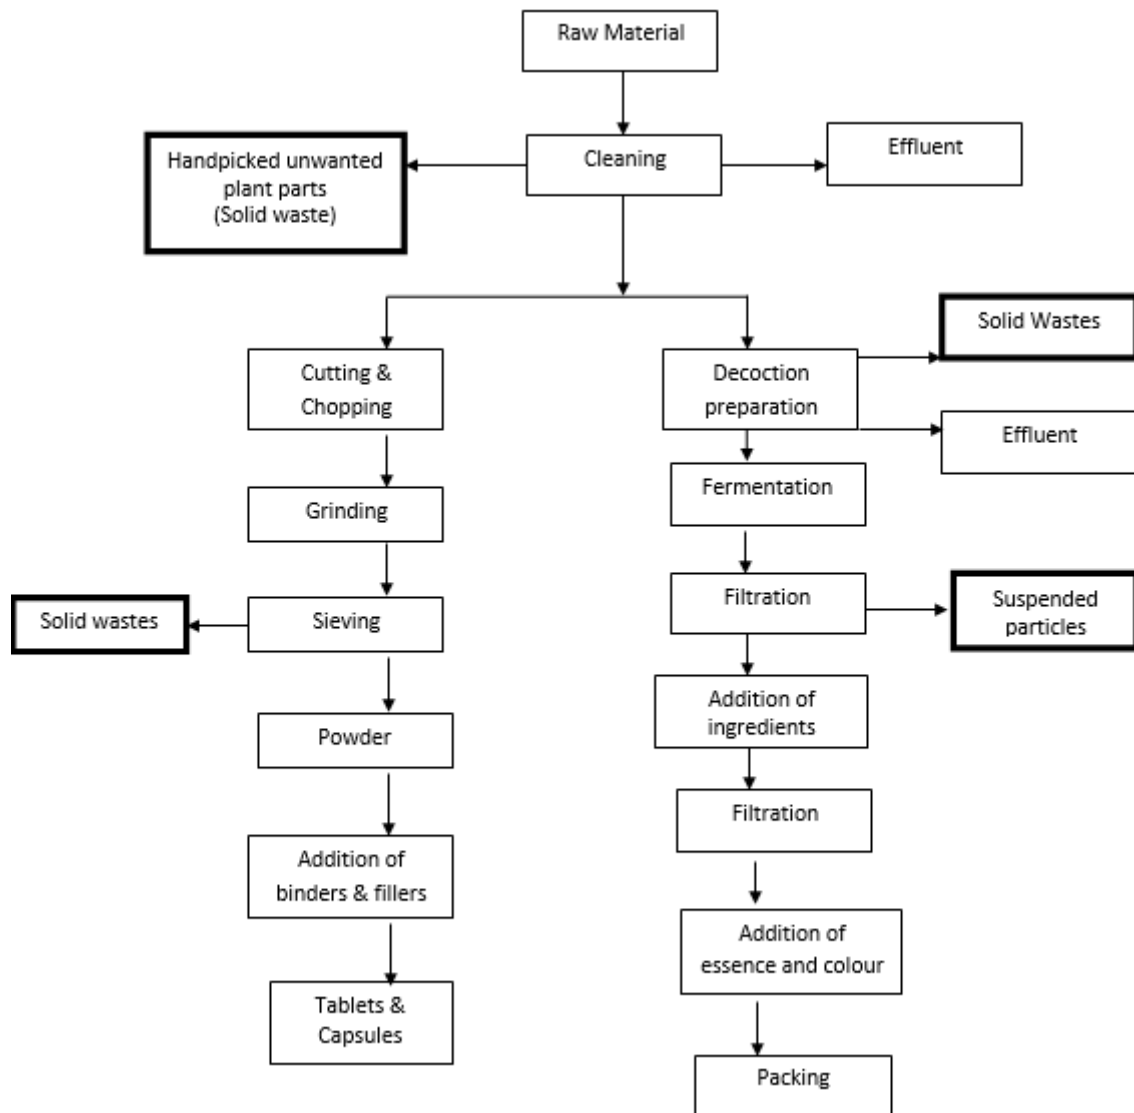 Raw Material
Handpicked unwanted
plant parts
(Solid waste)
Cleaning
Effluent
Solid Wastes
Cutting &
Chopping
Decoction
preparation
Effluent
Grinding
Fermentation
Solid wastes
Sieving
Filtration
Suspended
particles
Powder
Addition of
ingredients
Filtration
Addition of
binders & fillers
Addition of
essence and colour
Tablets &
Capsules
Packing